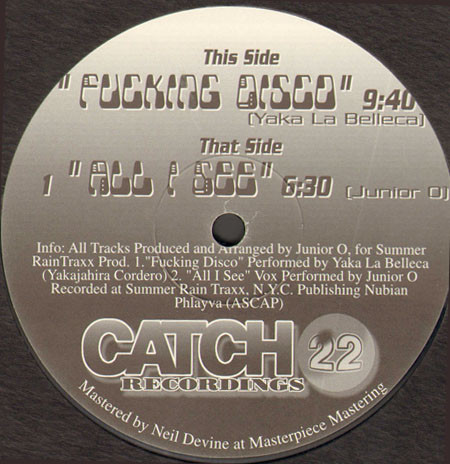 This Side
"FUCKING DISCO" 9:40
(Yaka La Belleca)
That Side
1 "ALL I SEE" 6:30 (Junior O)
Info: All Tracks Produced and Arranged by Junior O, for Summer
RainTraxx Prod. 1."Fucking Disco" Performed by Yaka La Belleca
(Yakajahira Cordero) 2. "All I See" Vox Performed by Junior O
Recorded at Summer Rain Traxx, N.Y.C. Publishing Nubian
Phlayva (ASCAP)
CATCH 22
RECORDINGS
Mastered by Neil Devine at Masterpiece Mastering